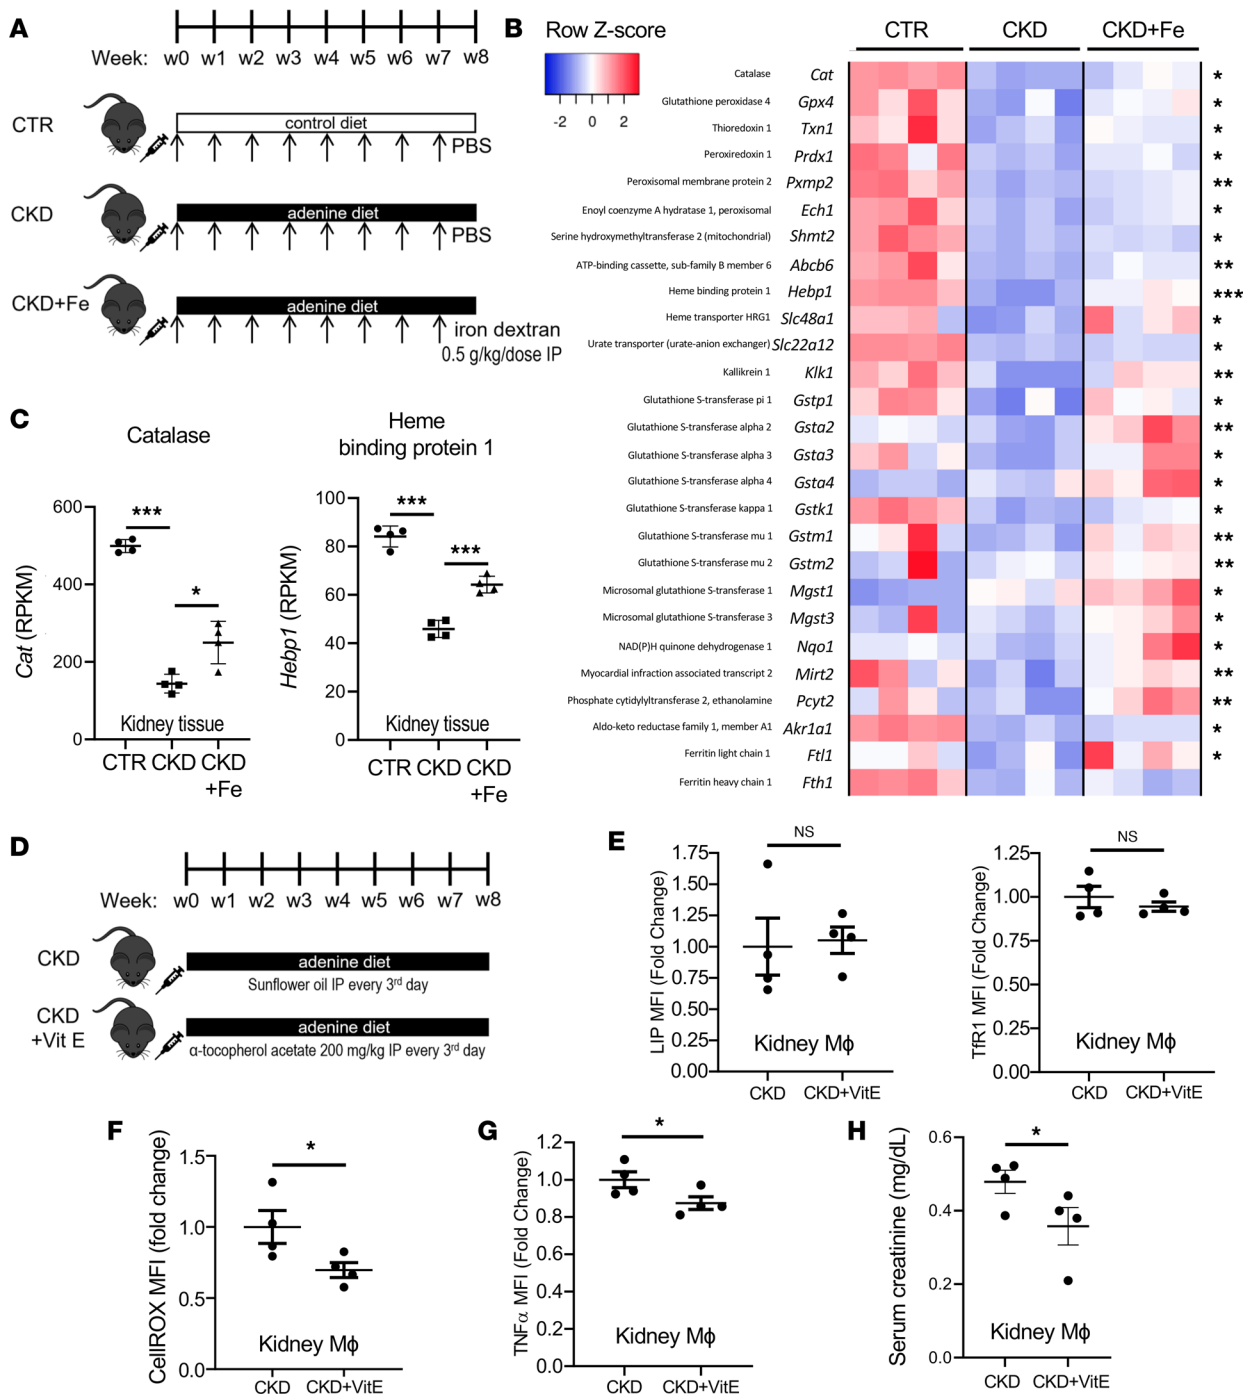 A
Week: w0 w1 w2 w3 w4 w5 w6 w7 w8
CTR
control diet
PBS
CKD
adenine diet
PBS
CKD+Fe
adenine diet
iron dextran
0.5 g/kg/dose IP
B
Row Z-score
-2 0 2
CTR CKD CKD+Fe
Catalase Cat *
Glutathione peroxidase 4 Gpx4 *
Thioredoxin 1 Txn1 *
Peroxiredoxin 1 Prdx1 *
Peroxisomal membrane protein 2 Pxmp2 **
Enoyl coenzyme A hydratase 1, peroxisomal Ech1 *
Serine hydroxymethyltransferase 2 (mitochondrial) Shmt2 *
ATP-binding cassette, sub-family B member 6 Abcb6 **
Heme binding protein 1 Hebp1 ***
Heme transporter HRG1 Slc48a1 *
Urate transporter (urate-anion exchanger) Slc22a12 *
Kallikrein 1 Klk1 **
Glutathione S-transferase pi 1 Gstp1 *
Glutathione S-transferase alpha 2 Gsta2 **
Glutathione S-transferase alpha 3 Gsta3 *
Glutathione S-transferase alpha 4 Gsta4 *
Glutathione S-transferase kappa 1 Gstk1 *
Glutathione S-transferase mu 1 Gstm1 **
Glutathione S-transferase mu 2 Gstm2 **
Microsomal glutathione S-transferase 1 Mgst1 *
Microsomal glutathione S-transferase 3 Mgst3 *
NAD(P)H quinone dehydrogenase 1 Nqo1 *
Myocardial infraction associated transcript 2 Mirt2 **
Phosphate cytidylyltransferase 2, ethanolamine Pcyt2 **
Aldo-keto reductase family 1, member A1 Akr1a1 *
Ferritin light chain 1 Ftl1 *
Ferritin heavy chain 1 Fth1
C
Catalase
Cat (RPKM)
600
400
200
0
***
*
Kidney tissue
CTR CKD CKD
+Fe
Heme
binding protein 1
Hebp1 (RPKM)
100
80
60
40
20
0
***
***
Kidney tissue
CTR CKD CKD
+Fe
D
Week: w0 w1 w2 w3 w4 w5 w6 w7 w8
CKD
adenine diet
Sunflower oil IP every 3rd day
CKD
+Vit E
adenine diet
α-tocopherol acetate 200 mg/kg IP every 3rd day
E
LIP MFI (Fold Change)
1.75
1.50
1.25
1.00
0.75
0.50
0.25
0.00
NS
Kidney Mϕ
CKD CKD+VitE
TfR1 MFI (Fold Change)
1.25
1.00
0.75
0.50
0.25
0.00
NS
Kidney Mϕ
CKD CKD+VitE
F
CellROX MFI (fold change)
1.5
1.0
0.5
0.0
*
Kidney Mϕ
CKD CKD+VitE
G
TNFα MFI (Fold Change)
1.2
1.0
0.8
0.6
0.4
0.2
0.0
*
Kidney Mϕ
CKD CKD+VitE
H
Serum creatinine (mg/dL)
0.6
0.4
0.2
0.0
*
Kidney Mϕ
CKD CKD+VitE